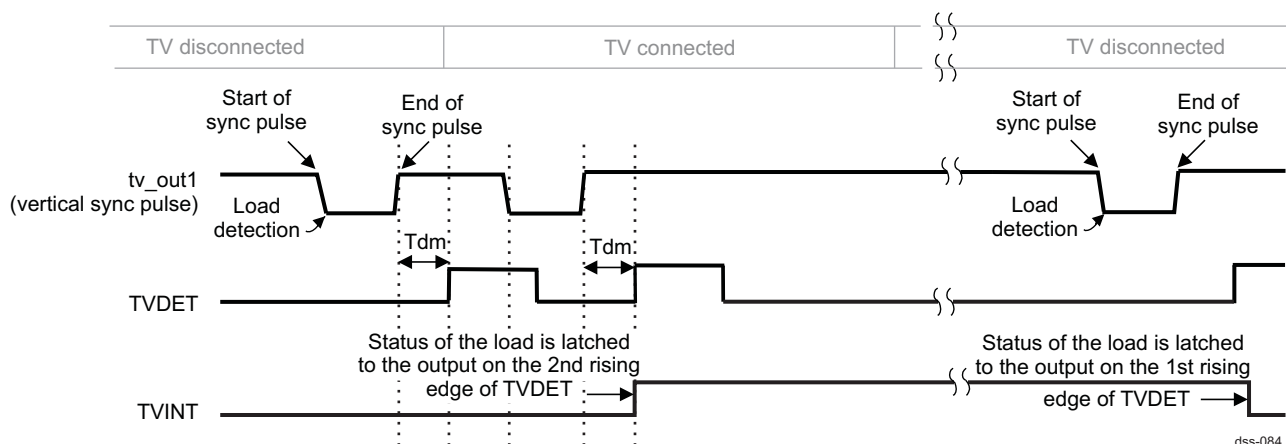 TV disconnected
TV connected
TV disconnected
Start of
sync pulse
End of
sync pulse
Start of
sync pulse
End of
sync pulse
tv_out1
(vertical sync pulse)
Load
detection
Load
detection
Tdm
Tdm
TVDET
Status of the load is latched
to the output on the 2nd rising
edge of TVDET
Status of the load is latched
to the output on the 1st rising
edge of TVDET
TVINT
dss-084